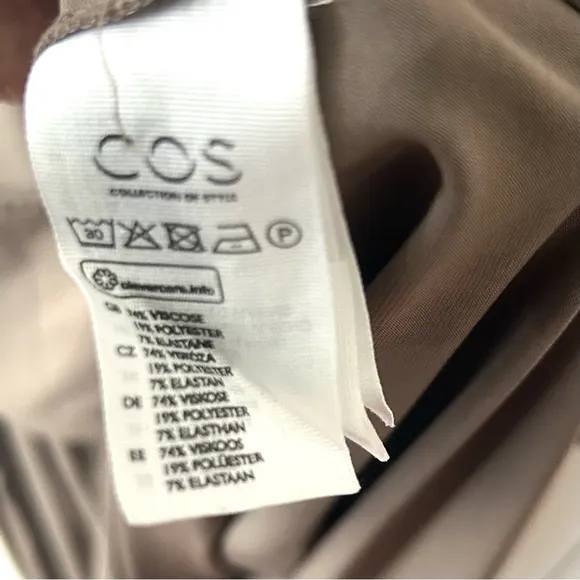 COS
COLLECTION OF STYLE
30
P
clevercare.info
GB 74% VISCOSE
19% POLYESTER
7% ELASTANE
CZ 74% VISKÓZA
19% POLYESTER
7% ELASTAN
DE 74% VISKOSE
19% POLYESTER
7% ELASTHAN
EE 74% VISKOOS
19% POLÜESTER
7% ELASTAAN